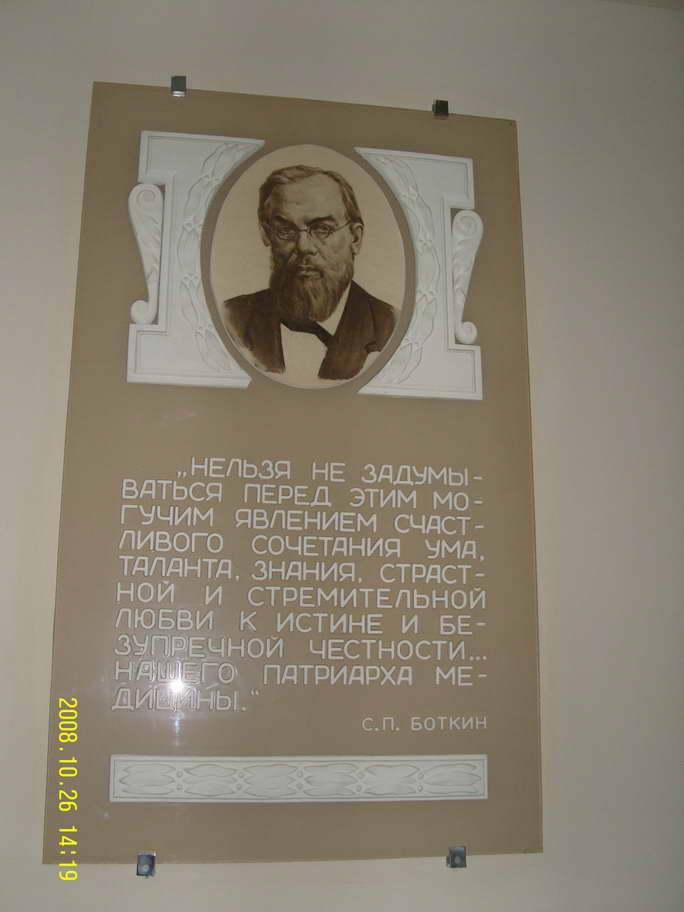 „НЕЛЬЗЯ НЕ ЗАДУМЫ-
ВАТЬСЯ ПЕРЕД ЭТИМ МО-
ГУЧИМ ЯВЛЕНИЕМ СЧАСТ-
ЛИВОГО СОЧЕТАНИЯ УМА,
ТАЛАНТА, ЗНАНИЯ, СТРАСТ-
НОЙ И СТРЕМИТЕЛЬНОЙ
ЛЮБВИ К ИСТИНЕ И БЕ-
ЗУПРЕЧНОЙ ЧЕСТНОСТИ...
НАШЕГО ПАТРИАРХА МЕ-
ДИЦИНЫ."
С.П. БОТКИН
2008.10.26 14:19